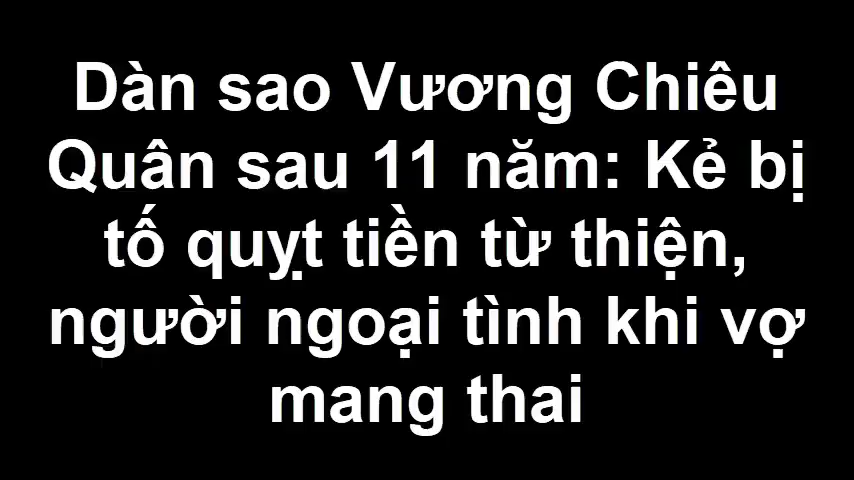 Dàn sao Vương Chiêu
Quân sau 11 năm: Kẻ bị
tố quỵt tiền từ thiện,
người ngoại tình khi vợ
mang thai